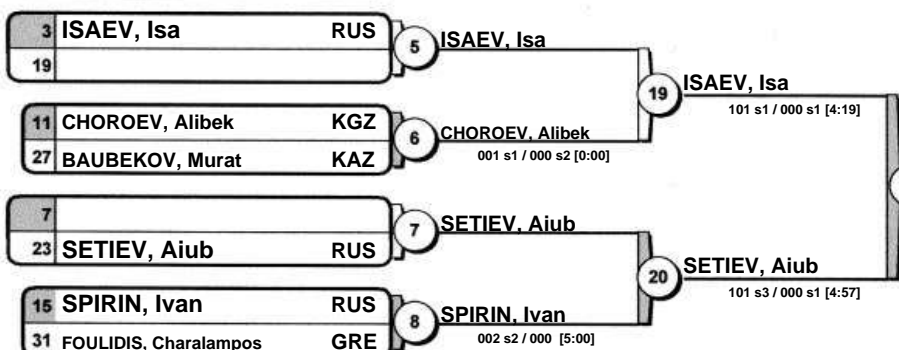 3 ISAEV, Isa RUS
19
5
ISAEV, Isa
11 CHOROEV, Alibek KGZ
27 BAUBEKOV, Murat KAZ
6
CHOROEV, Alibek
001 s1 / 000 s2 [0:00]
19
ISAEV, Isa
101 s1 / 000 s1 [4:19]
7
23 SETIEV, Aiub RUS
7
SETIEV, Aiub
15 SPIRIN, Ivan RUS
31 FOULIDIS, Charalampos GRE
8
SPIRIN, Ivan
002 s2 / 000 [5:00]
20
SETIEV, Aiub
101 s3 / 000 s1 [4:57]